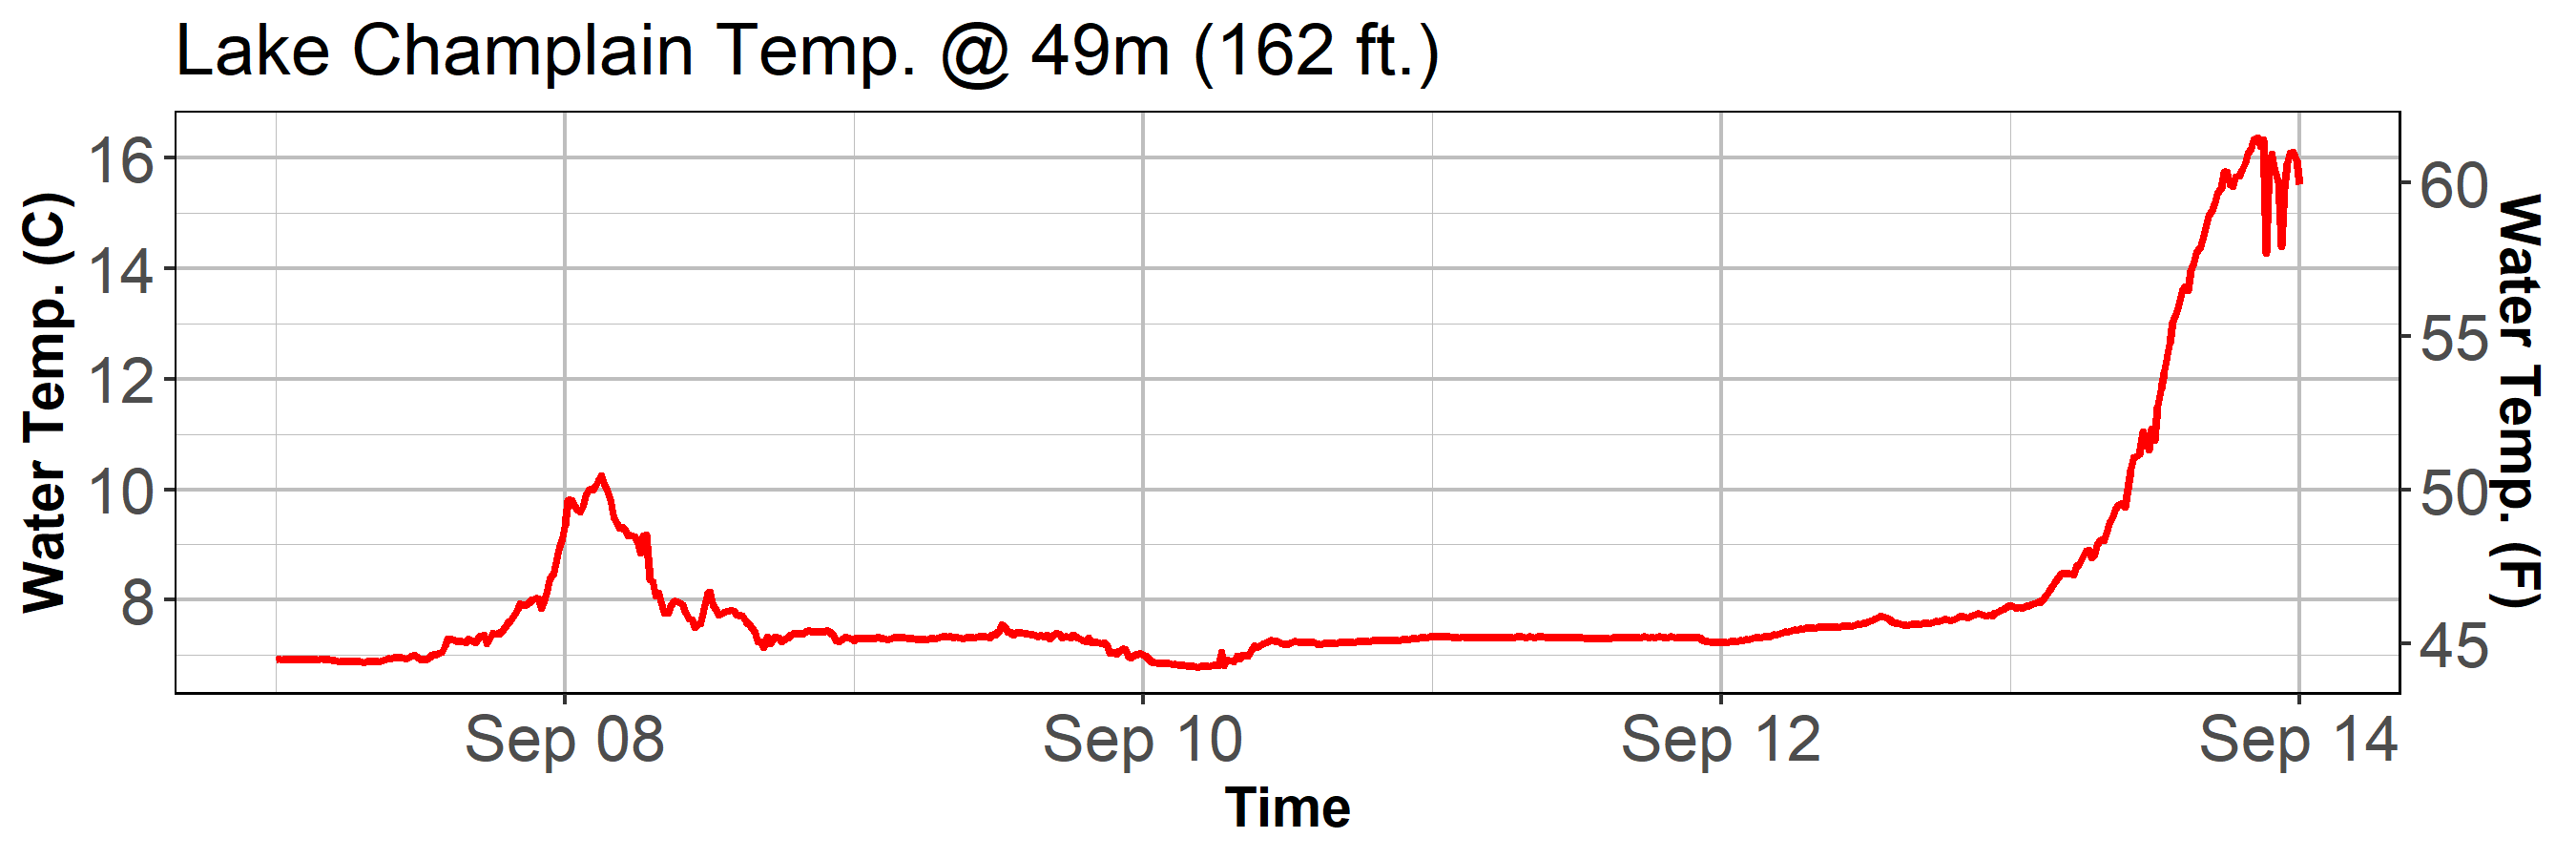 Lake Champlain Temp. @ 49m (162 ft.)
Water Temp. (C)
16
14
12
10
8
60
55
50
45
Water Temp. (F)
Sep 08 Sep 10 Sep 12 Sep 14
Time